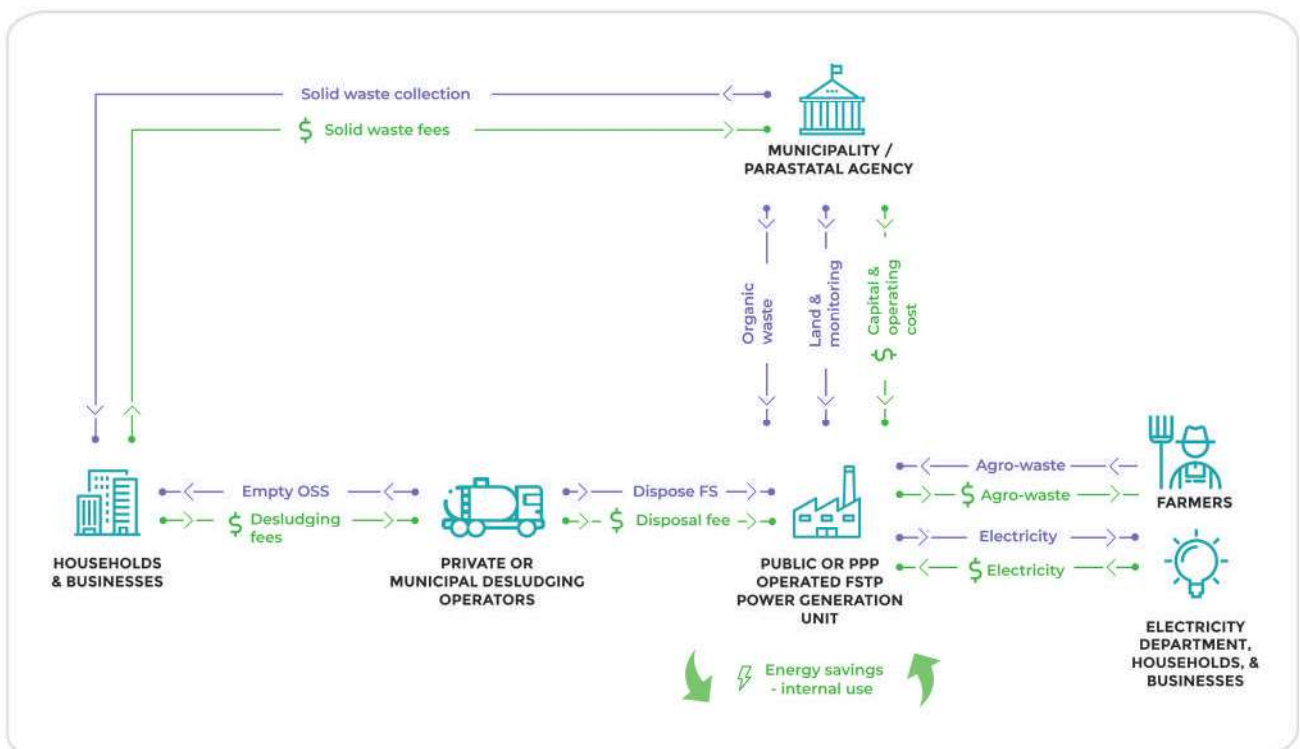 Solid waste collection
$ Solid waste fees
MUNICIPALITY /
PARASTATAL AGENCY
Organic
waste
Land &
monitoring
$ Capital &
operating
cost
Empty OSS
$ Desludging
fees
Dispose FS
$ Disposal fee
Agro-waste
$ Agro-waste
FARMERS
Electricity
$ Electricity
HOUSEHOLDS
& BUSINESSES
PRIVATE OR
MUNICIPAL DESLUDGING
OPERATORS
PUBLIC OR PPP
OPERATED FSTP
POWER GENERATION
UNIT
ELECTRICITY
DEPARTMENT,
HOUSEHOLDS, &
BUSINESSES
Energy savings
- internal use